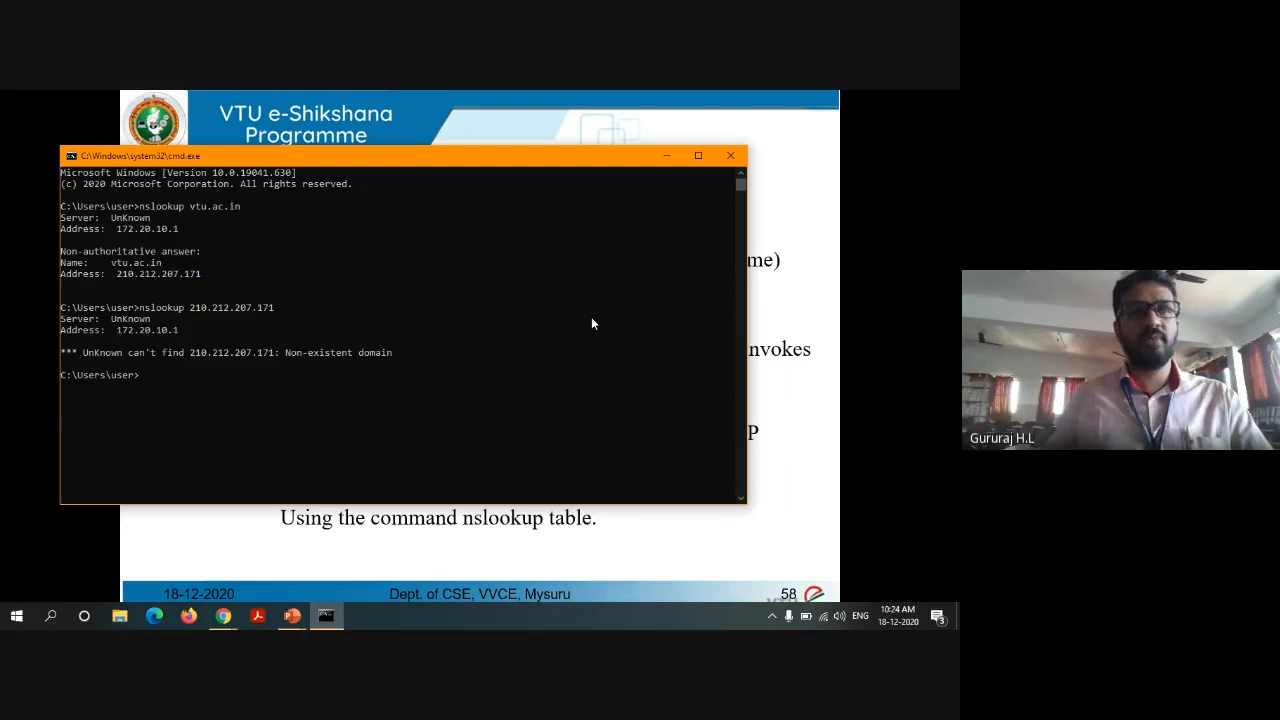 VTU e-Shikshana
Programme
C:\Windows\system32\cmd.exe
Microsoft Windows [Version 10.0.19041.630]
(c) 2020 Microsoft Corporation. All rights reserved.
C:\Users\user>nslookup vtu.ac.in
Server:  UnKnown
Address:  172.20.10.1
Non-authoritative answer:
Name:    vtu.ac.in
Address:  210.212.207.171
C:\Users\user>nslookup 210.212.207.171
Server:  UnKnown
Address:  172.20.10.1
*** UnKnown can't find 210.212.207.171: Non-existent domain
C:\Users\user>
me)
nvokes
P
Using the command nslookup table.
18-12-2020 Dept. of CSE, VVCE, Mysuru 58
Gururaj H.L
ENG 10:24 AM
18-12-2020 3